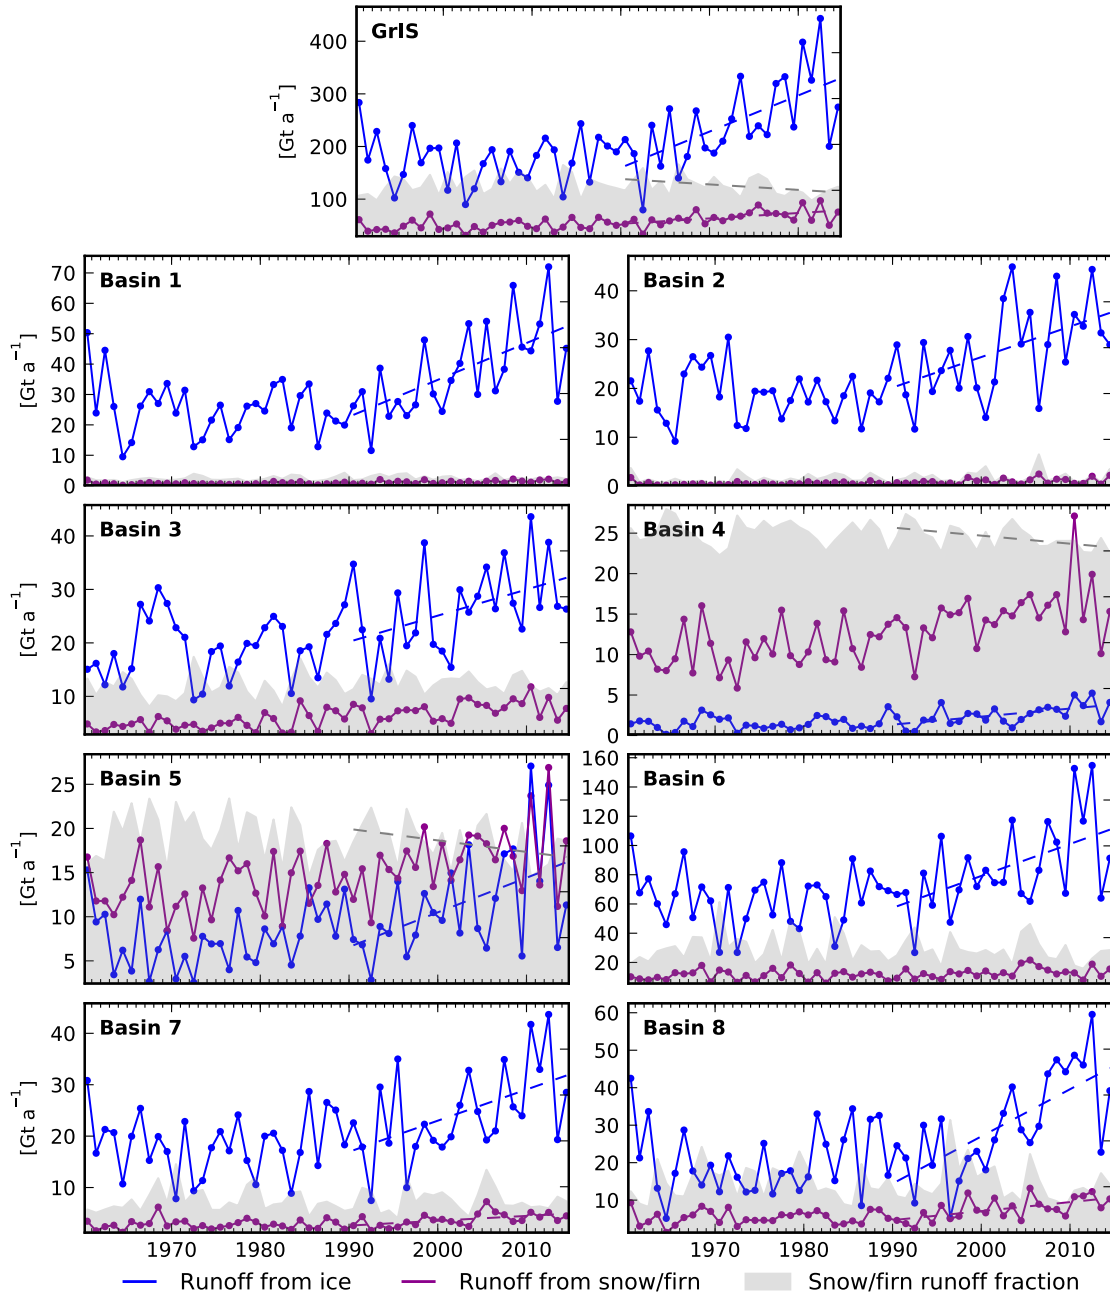 GrIS
[Gt a⁻¹]
400
300
200
100
Basin 1
[Gt a⁻¹]
70
60
50
40
30
20
10
0
Basin 2
40
30
20
10
0
Basin 3
[Gt a⁻¹]
40
30
20
10
Basin 4
25
20
15
10
5
0
Basin 5
[Gt a⁻¹]
25
20
15
10
5
Basin 6
160
140
120
100
80
60
40
20
Basin 7
[Gt a⁻¹]
40
30
20
10
Basin 8
60
50
40
30
20
10
1970 1980 1990 2000 2010
1970 1980 1990 2000 2010
Runoff from ice
Runoff from snow/firn
Snow/firn runoff fraction